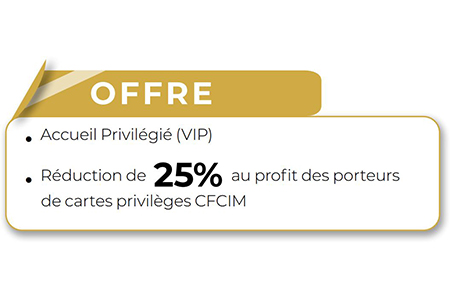 OFFRE
• Accueil Privilégié (VIP)
• Réduction de 25% au profit des porteurs
de cartes privilèges CFCIM